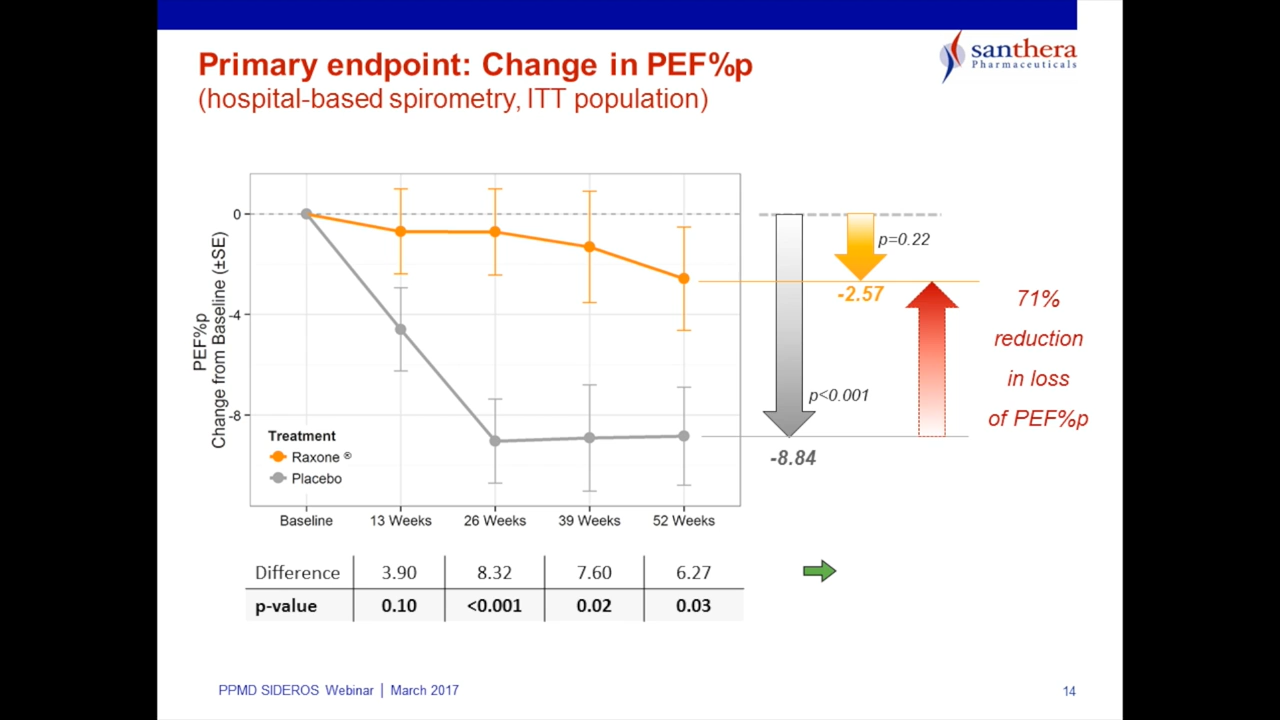 santhera
Pharmaceuticals
Primary endpoint: Change in PEF%p
(hospital-based spirometry, ITT population)
PEF%p
Change from Baseline (±SE)
0
-4
-8
Treatment
Raxone ®
Placebo
Baseline 13 Weeks 26 Weeks 39 Weeks 52 Weeks
p=0.22
-2.57
p<0.001
-8.84
71%
reduction
in loss
of PEF%p
Difference 3.90 8.32 7.60 6.27
p-value 0.10 <0.001 0.02 0.03
PPMD SIDEROS Webinar | March 2017
14